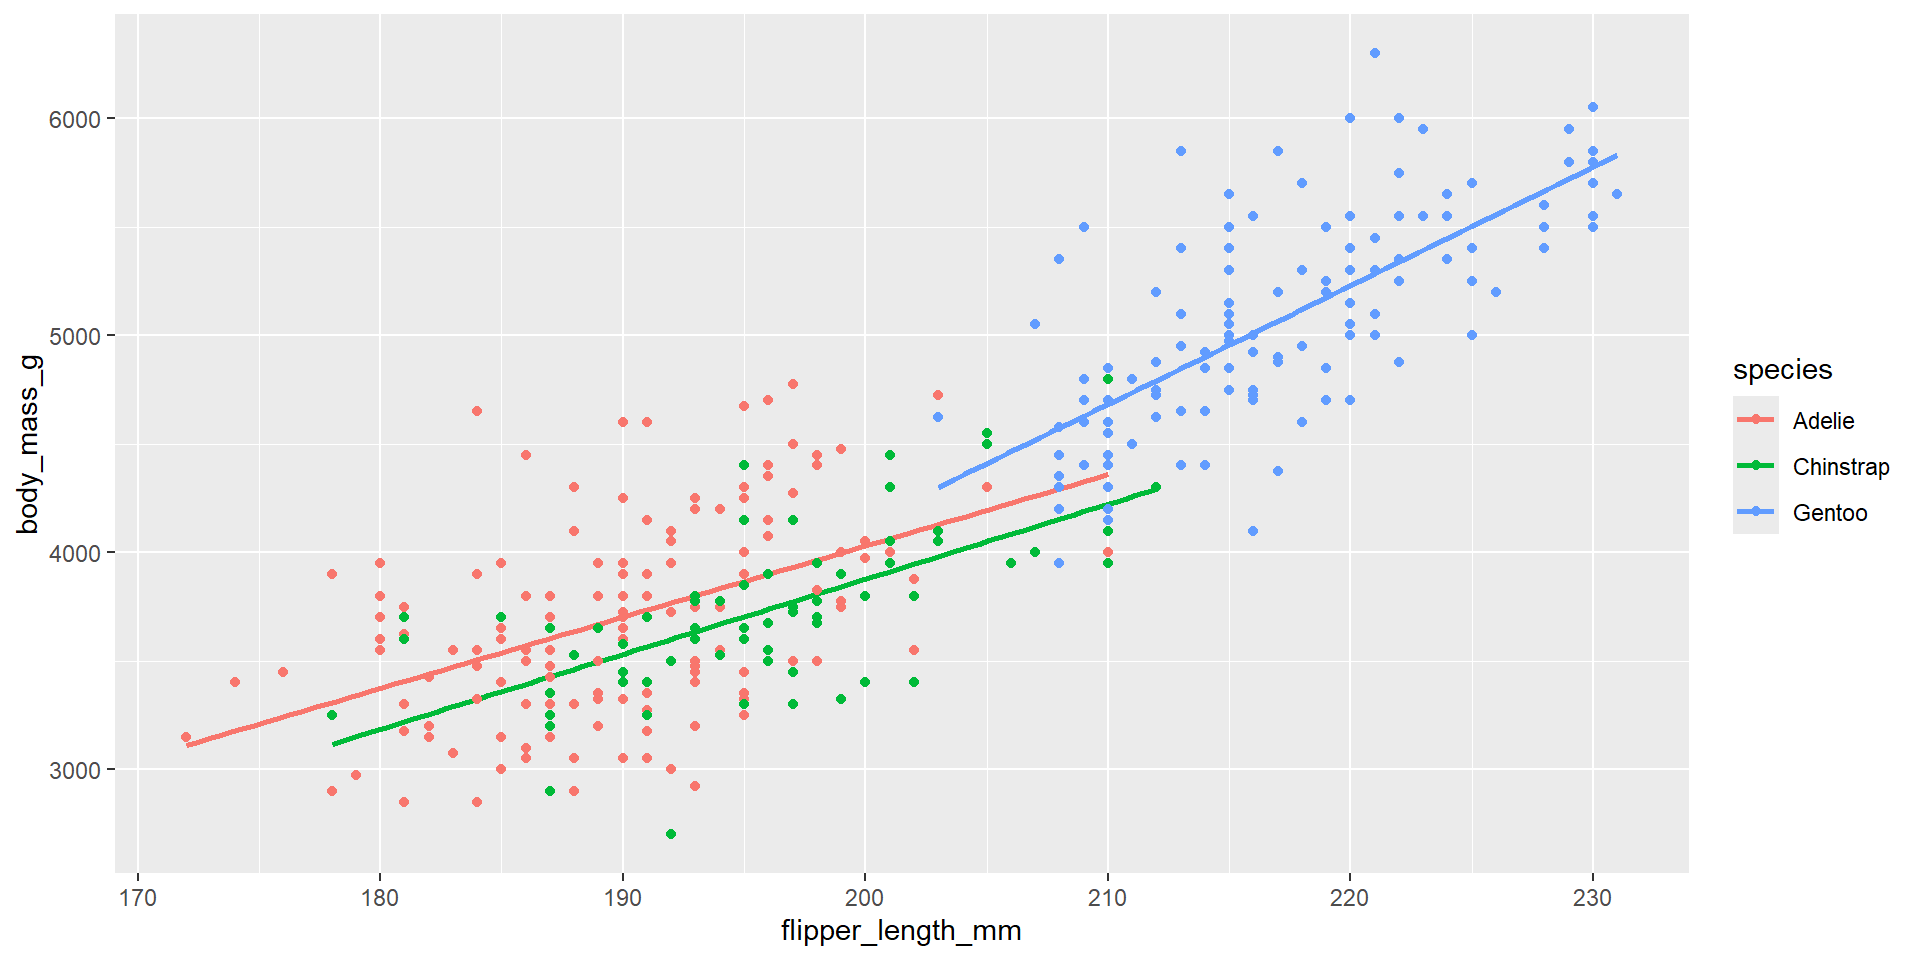 body_mass_g
6000
5000
4000
3000
170 180 190 200 210 220 230
flipper_length_mm
species
Adelie
Chinstrap
Gentoo